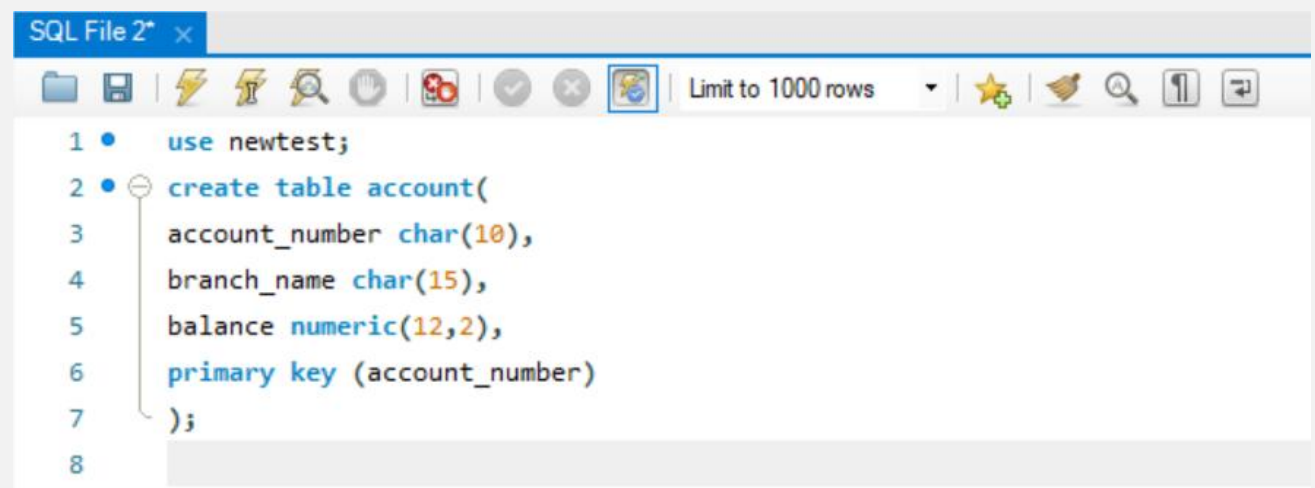 SQL File 2*
Limit to 1000 rows
1 use newtest;
2 create table account(
3 account_number char(10),
4 branch_name char(15),
5 balance numeric(12,2),
6 primary key (account_number)
7 );
8